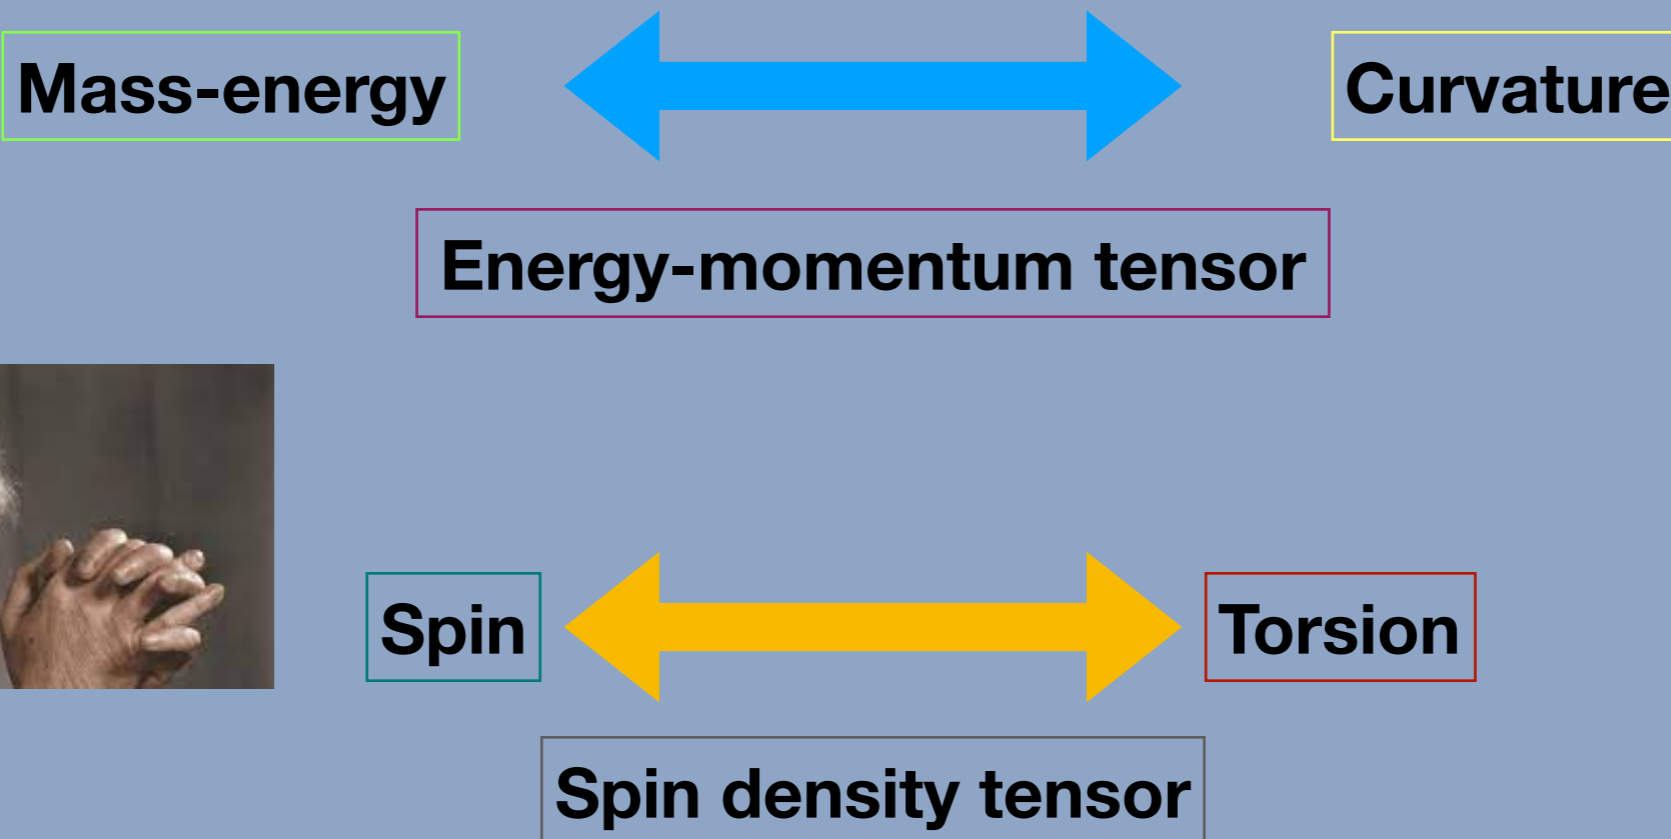 Mass-energy
Curvature
Energy-momentum tensor
Spin
Torsion
Spin density tensor